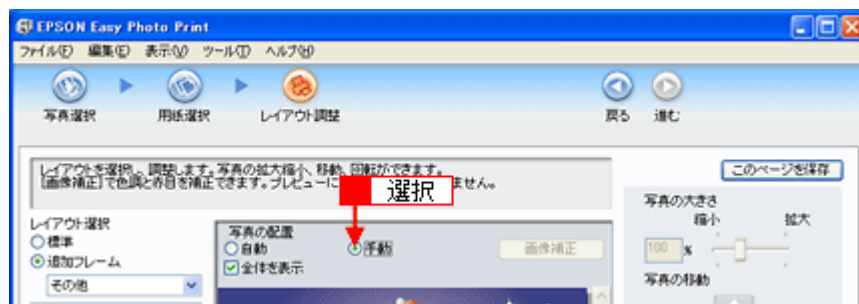 EPSON Easy Photo Print
ファイル(F) 編集(E) 表示(V) ツール(T) ヘルプ(H)
写真選択 用紙選択 レイアウト調整 戻る 進む
レイアウトを選択し、調整します。写真の拡大縮小、移動、回転ができます。
[画像補正]で色調と赤目を補正できます。プレビューに ません。
選択
このページを保存
レイアウト選択
標準
追加フレーム
その他
写真の配置
自動 手動
全体を表示
画像補正
写真の大きさ
縮小 拡大
100 %
写真の移動